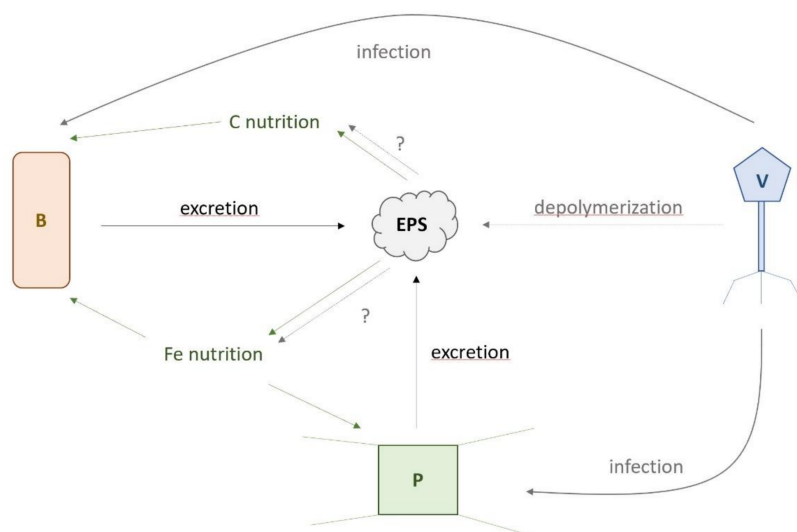 infection
C nutrition
?
V
B
excretion
EPS
depolymerization
?
Fe nutrition
excretion
P
infection